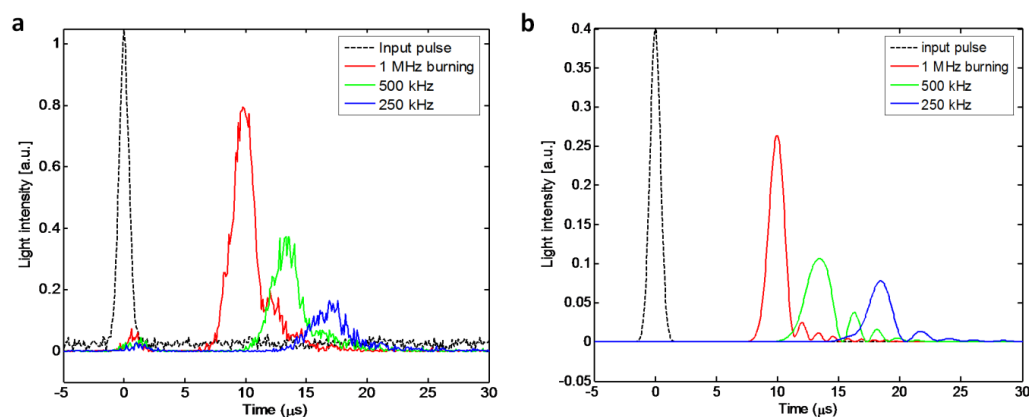 a
1
0.8
0.6
0.4
0.2
0
-5
0
5
10
15
20
25
30
Light intensity [a.u.]
Time (μs)
Input pulse
1 MHz burning
500 kHz
250 kHz
b
0.4
0.35
0.3
0.25
0.2
0.15
0.1
0.05
0
-0.05
-5
0
5
10
15
20
25
30
Light intensity [a.u.]
Time (μs)
input pulse
1 MHz burning
500 kHz
250 kHz